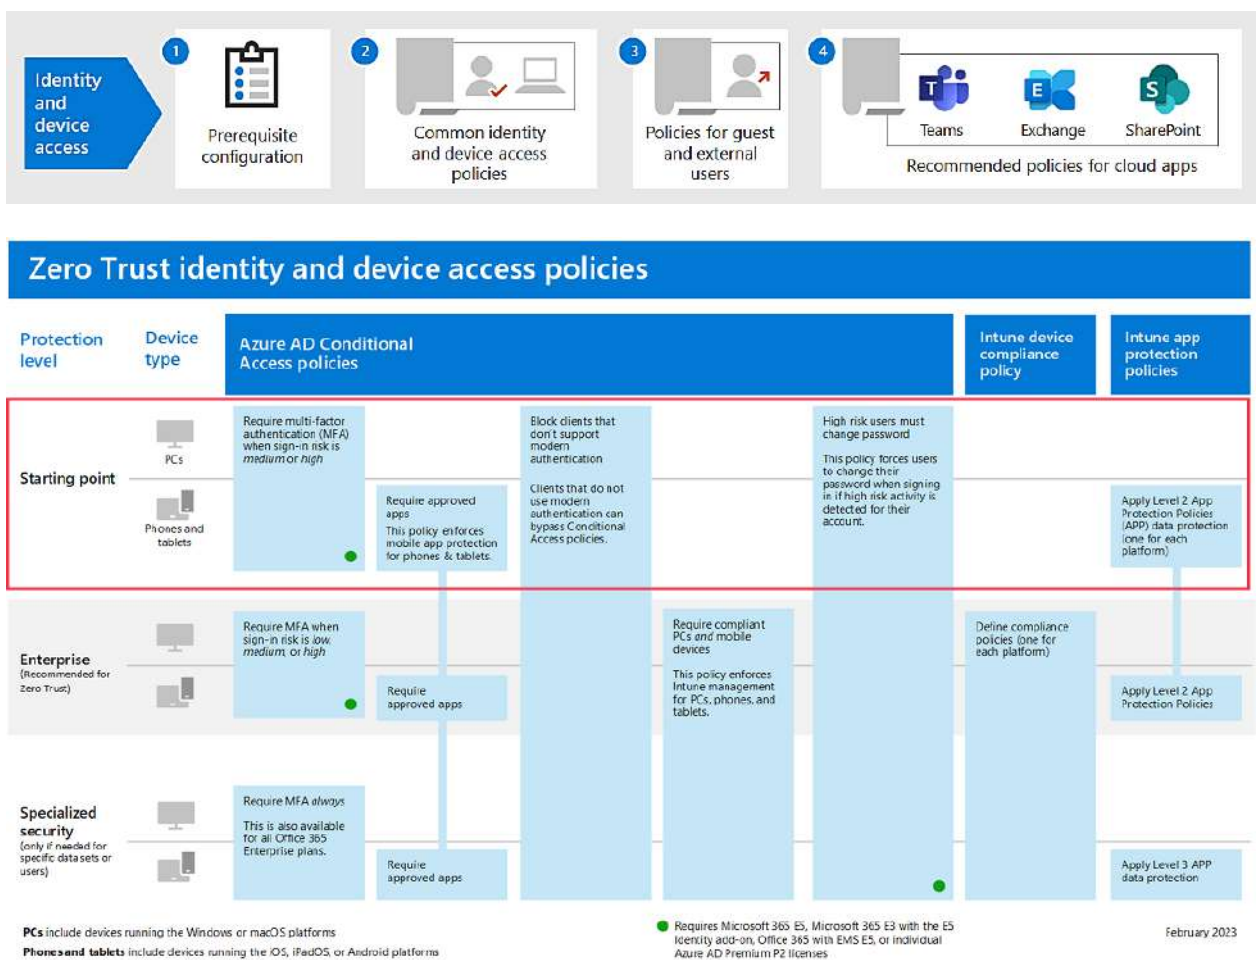 Identity
and
device
access
1
Prerequisite
configuration
2
Common identity
and device access
policies
3
Policies for guest
and external
users
4
Teams
Exchange
SharePoint
Recommended policies for cloud apps
Zero Trust identity and device access policies
Protection
level
Device
type
Azure AD Conditional
Access policies
Intune device
compliance
policy
Intune app
protection
policies
Starting point
PCs
Phones and
tablets
Require multi-factor
authentication (MFA)
when sign-in risk is
medium or high
Require approved
apps
This policy enforces
mobile app protection
for phones & tablets.
Block clients that
don't support
modern
authentication
Clients that do not
use modern
authentication can
bypass Conditional
Access policies.
High risk users must
change password
This policy forces users
to change their
password when signing
in if high risk activity is
detected for their
account.
Apply Level 2 App
Protection Policies
(APP) data protection
(one for each
platform)
Enterprise
(Recommended for
Zero Trust)
Require MFA when
sign-in risk is low,
medium, or high
Require
approved apps
Require compliant
PCs and mobile
devices
This policy enforces
Intune management
for PCs, phones, and
tablets.
Define compliance
policies (one for
each platform)
Apply Level 2 App
Protection Policies
Specialized
security
(only if needed for
specific data sets or
users)
Require MFA always
This is also available
for all Office 365
Enterprise plans.
Require
approved apps
Apply Level 3 APP
data protection
PCs include devices running the Windows or macOS platforms
Phones and tablets include devices running the iOS, iPadOS, or Android platforms
Requires Microsoft 365 E5, Microsoft 365 E3 with the E5
Identity add-on, Office 365 with EMS E5, or individual
Azure AD Premium P2 licenses
February 2023